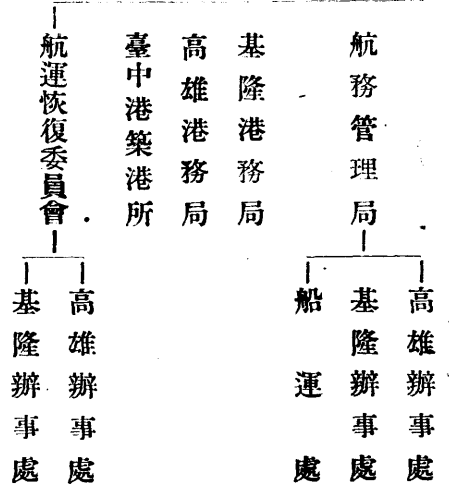 航務管理局
高雄辦事處
基隆辦事處
船運處
基隆港務局
高雄港務局
臺中港築港所
航運恢復委員會
高雄辦事處
基隆辦事處